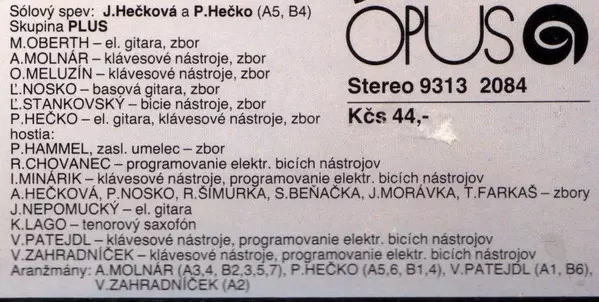 Sólový spev: J.Hečková a P.Hečko (A5, B4)
Skupina PLUS
M.OBERTH – el. gitara, zbor
A.MOLNÁR – klávesové nástroje, zbor
O.MELUZÍN – klávesové nástroje, zbor
Ľ.NOSKO – basová gitara, zbor
Ľ.STANKOVSKÝ – bicie nástroje, zbor
P.HEČKO – el. gitara, klávesové nástroje, zbor
hostia:
P.HAMMEL, zasl. umelec – zbor
R.CHOVANEC – programovanie elektr. bicích nástrojov
I.MINÁRIK – klávesové nástroje, programovanie elektr. bicích nástrojov
A.HEČKOVÁ, P.NOSKO, R.ŠIMURKA, S.BEŇAČKA, J.MORÁVKA, T.FARKAŠ – zbory
J.NEPOMUCKÝ – el. gitara
K.LAGO – tenorový saxofón
V.PATEJDL – klávesové nástroje, programovanie elektr. bicích nástrojov
V.ZAHRADNÍČEK – klávesové nástroje, programovanie elektr. bicích nástrojov
Aranžmány: A.MOLNÁR (A3,4, B2,3,5,7), P.HEČKO (A5,6, B1,4), V.PATEJDL (A1, B6),
V.ZAHRADNÍČEK (A2)
OPUS
Stereo 9313 2084
Kčs 44,-